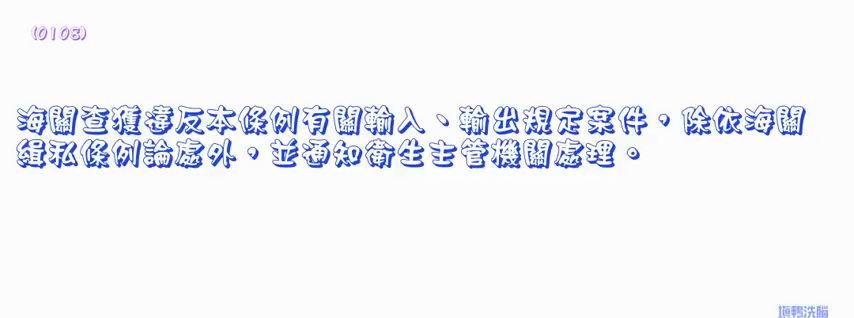 (0108)
海關查獲違反本條例有關輸入、輸出規定案件，除依海關
緝私條例論處外，並通知衛生主管機關處理。
填鴨洗腦